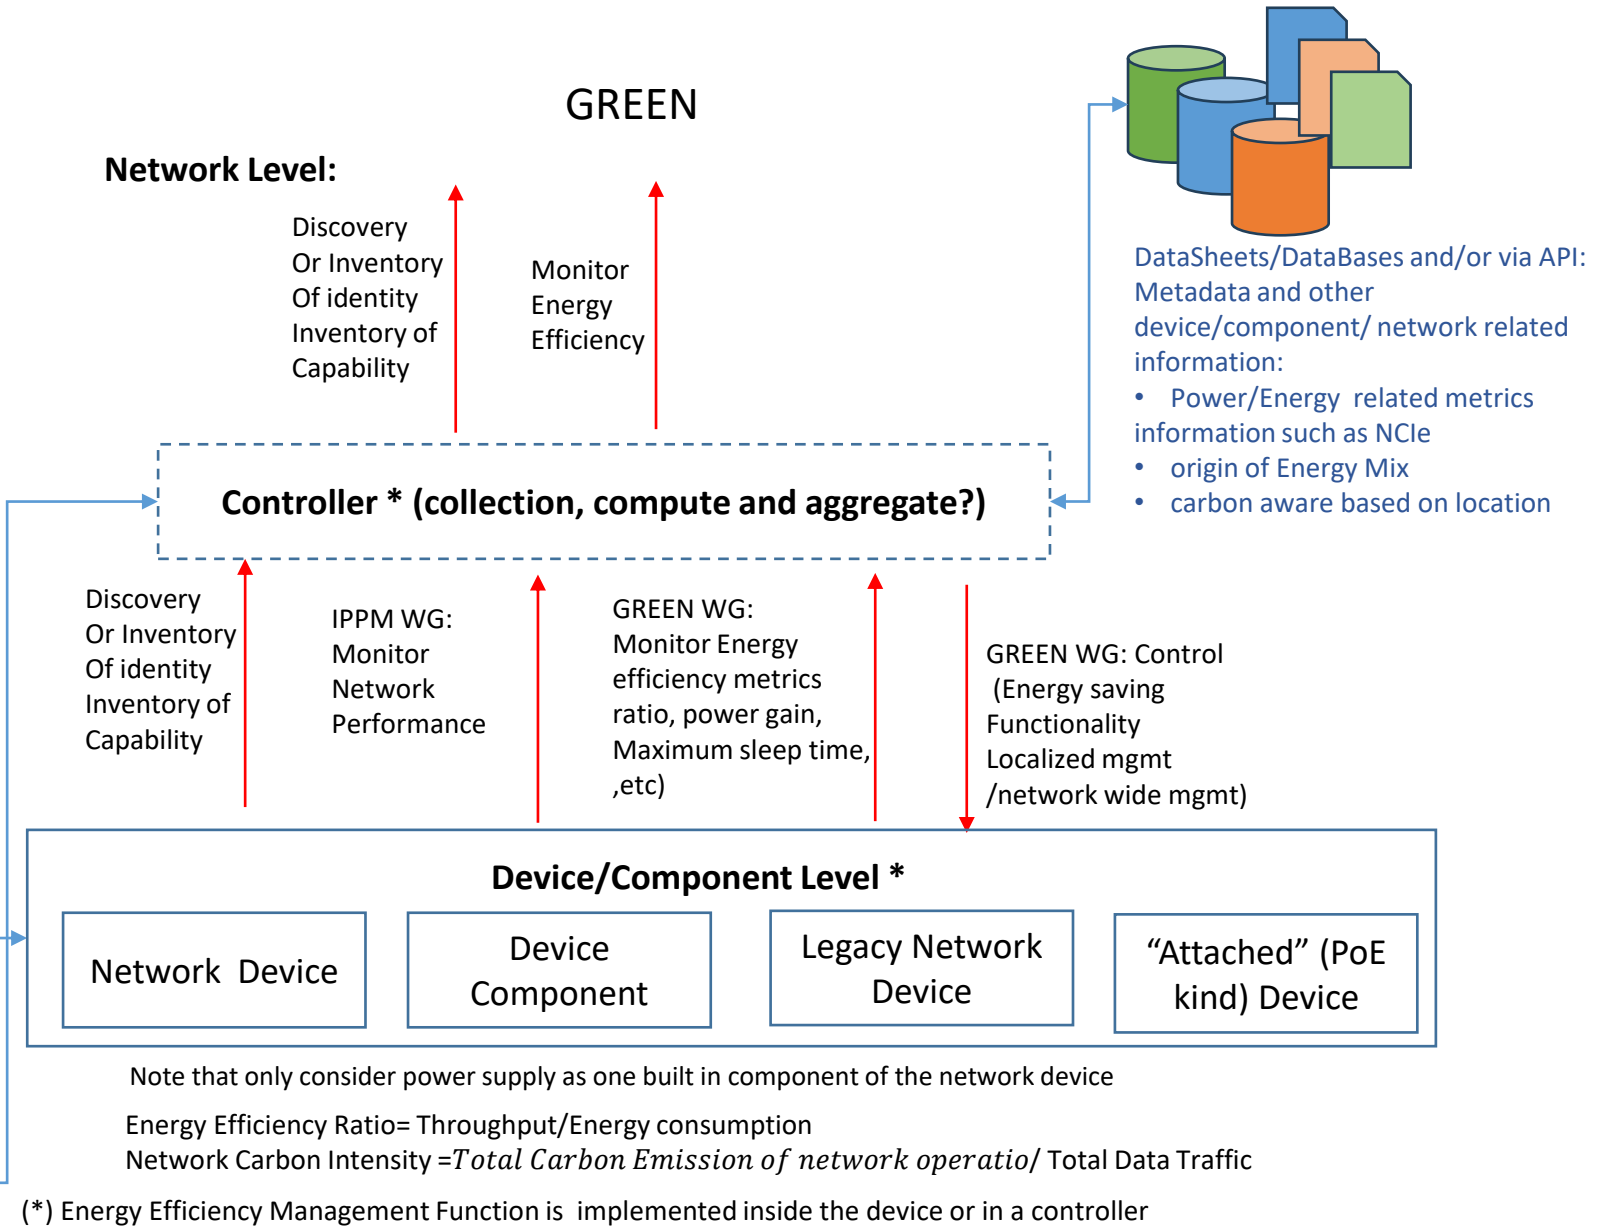 GREEN
Network Level:
Discovery
Or Inventory
Of identity
Inventory of
Capability
Monitor
Energy
Efficiency
DataSheets/DataBases and/or via API:
Metadata and other
device/component/ network related
information:
• Power/Energy related metrics
information such as NCIe
• origin of Energy Mix
• carbon aware based on location
Controller * (collection, compute and aggregate?)
Discovery
Or Inventory
Of identity
Inventory of
Capability
IPPM WG:
Monitor
Network
Performance
GREEN WG:
Monitor Energy
efficiency metrics
ratio, power gain,
Maximum sleep time,
,etc)
GREEN WG: Control
(Energy saving
Functionality
Localized mgmt
/network wide mgmt)
Device/Component Level *
Network Device
Device
Component
Legacy Network
Device
“Attached” (PoE
kind) Device
Note that only consider power supply as one built in component of the network device
Energy Efficiency Ratio= Throughput/Energy consumption
Network Carbon Intensity =Total Carbon Emission of network operatio/ Total Data Traffic
(*) Energy Efficiency Management Function is implemented inside the device or in a controller